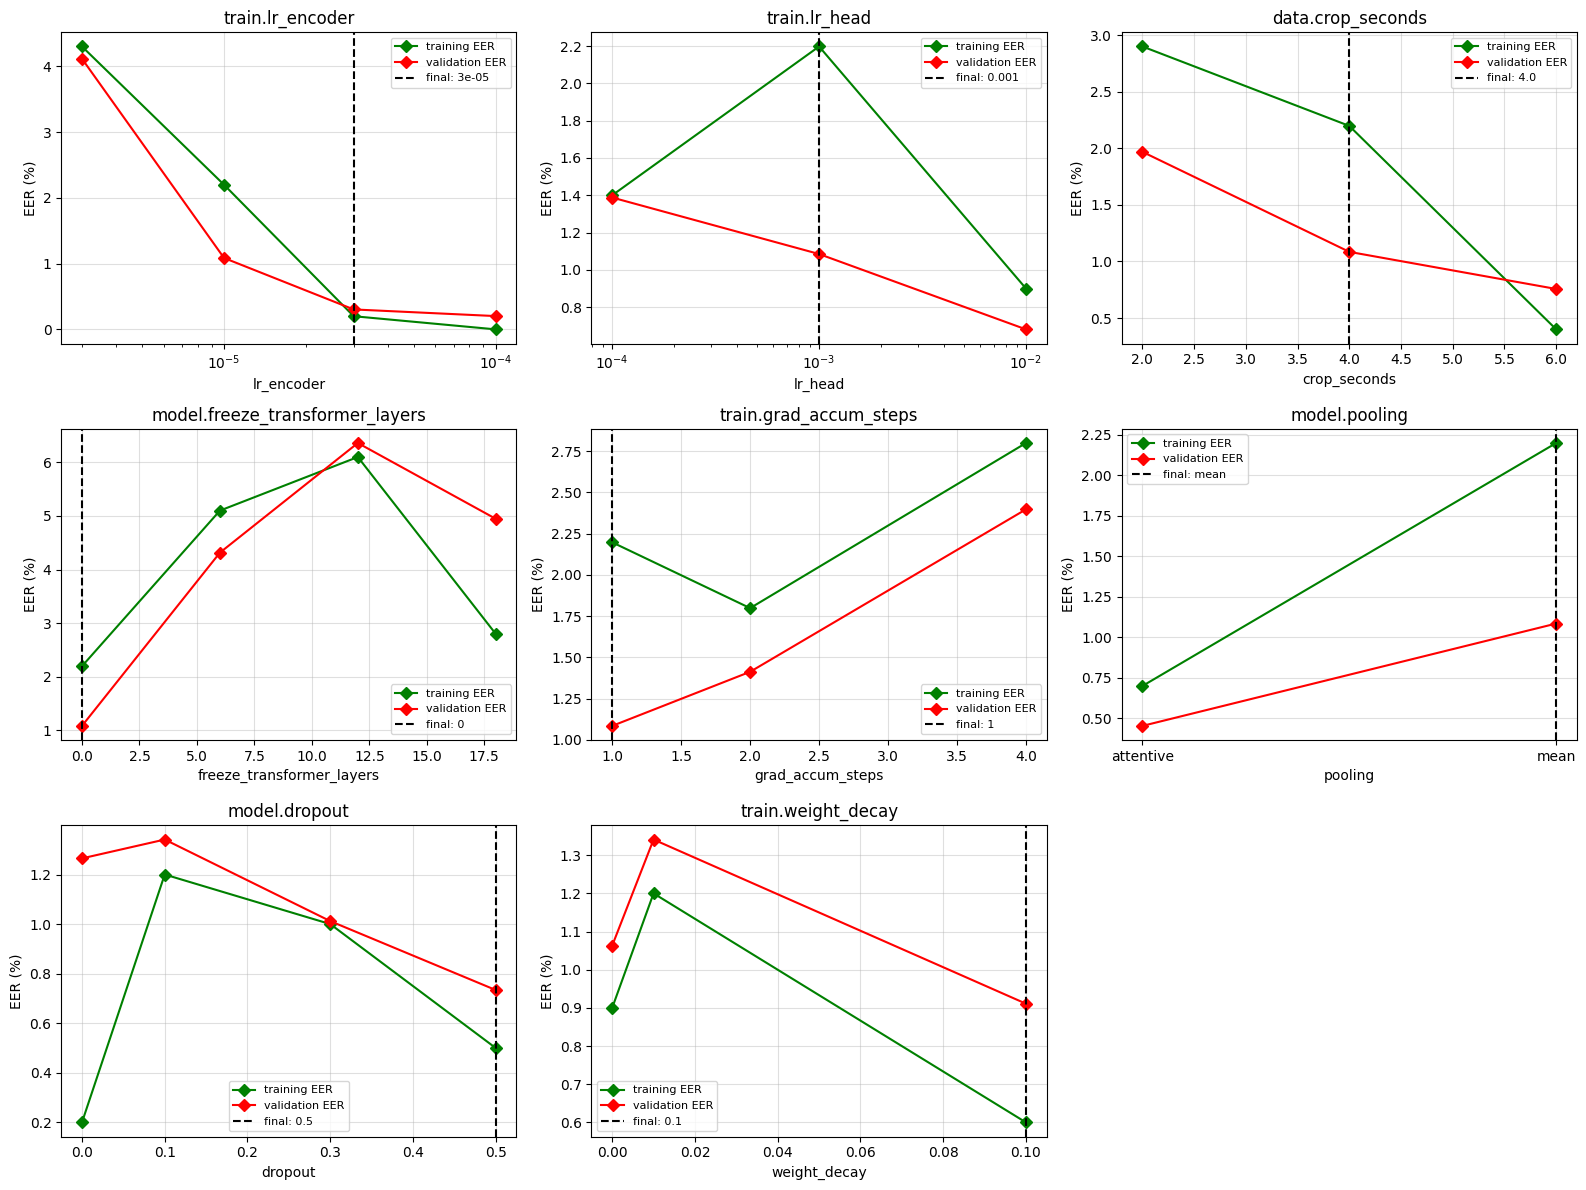 train.lr_encoder
4
3
2
1
0
EER (%)
10⁻⁵
10⁻⁴
lr_encoder
training EER
validation EER
final: 3e-05
train.lr_head
2.2
2.0
1.8
1.6
1.4
1.2
1.0
0.8
EER (%)
10⁻⁴
10⁻³
10⁻²
lr_head
training EER
validation EER
final: 0.001
data.crop_seconds
3.0
2.5
2.0
1.5
1.0
0.5
EER (%)
2.0 2.5 3.0 3.5 4.0 4.5 5.0 5.5 6.0
crop_seconds
training EER
validation EER
final: 4.0
model.freeze_transformer_layers
6
5
4
3
2
1
EER (%)
0.0 2.5 5.0 7.5 10.0 12.5 15.0 17.5
freeze_transformer_layers
training EER
validation EER
final: 0
train.grad_accum_steps
2.75
2.50
2.25
2.00
1.75
1.50
1.25
1.00
EER (%)
1.0 1.5 2.0 2.5 3.0 3.5 4.0
grad_accum_steps
training EER
validation EER
final: 1
model.pooling
2.25
2.00
1.75
1.50
1.25
1.00
0.75
0.50
EER (%)
attentive mean
pooling
training EER
validation EER
final: mean
model.dropout
1.2
1.0
0.8
0.6
0.4
0.2
EER (%)
0.0 0.1 0.2 0.3 0.4 0.5
dropout
training EER
validation EER
final: 0.5
train.weight_decay
1.3
1.2
1.1
1.0
0.9
0.8
0.7
0.6
EER (%)
0.00 0.02 0.04 0.06 0.08 0.10
weight_decay
training EER
validation EER
final: 0.1